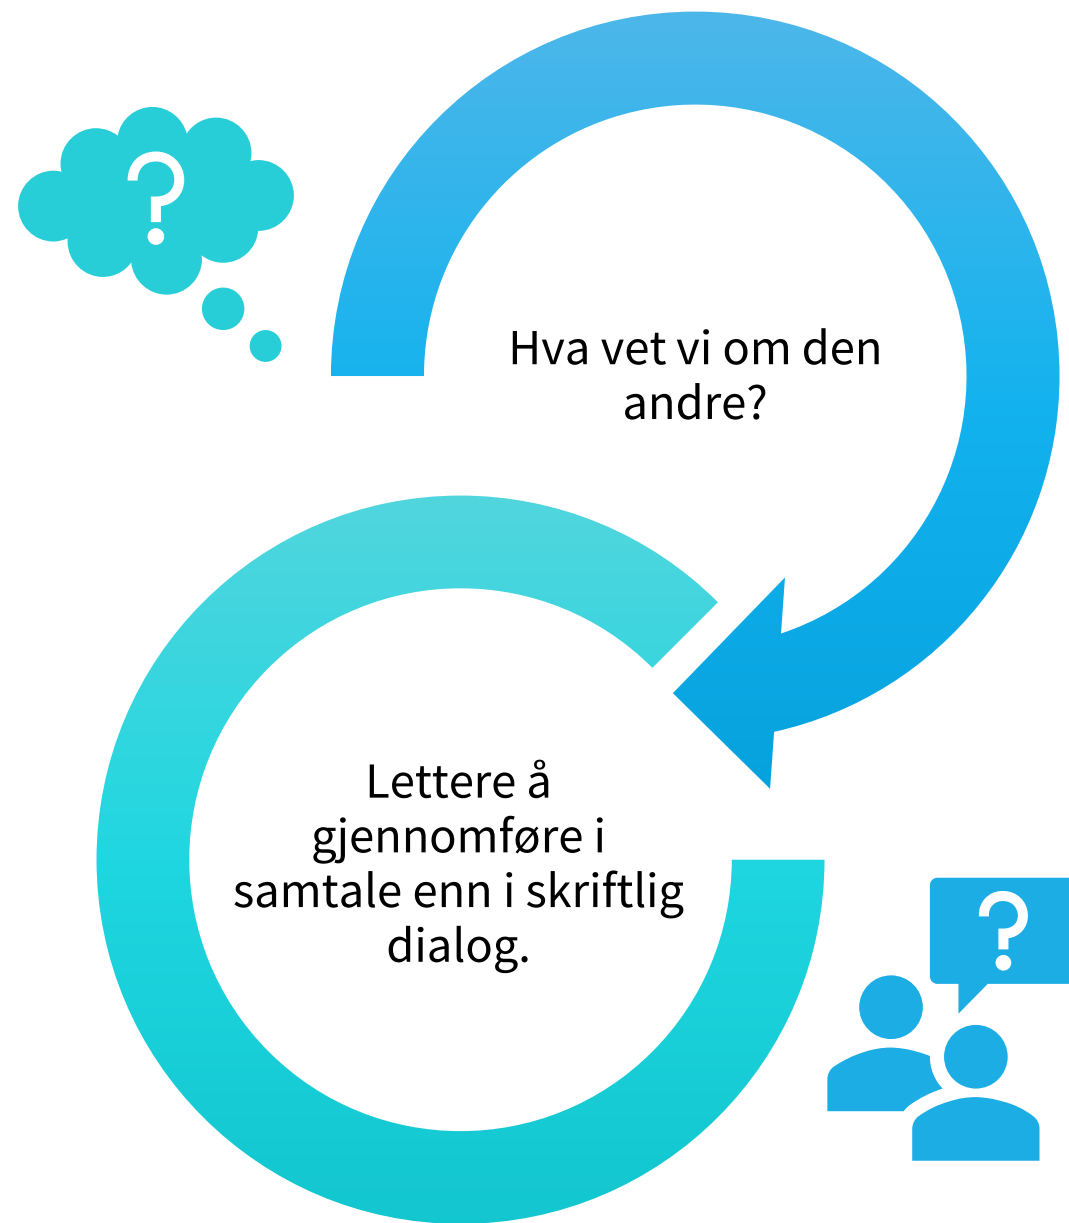 ?
Hva vet vi om den
andre?
Lettere å
gjennomføre i
samtale enn i skriftlig
dialog.
?